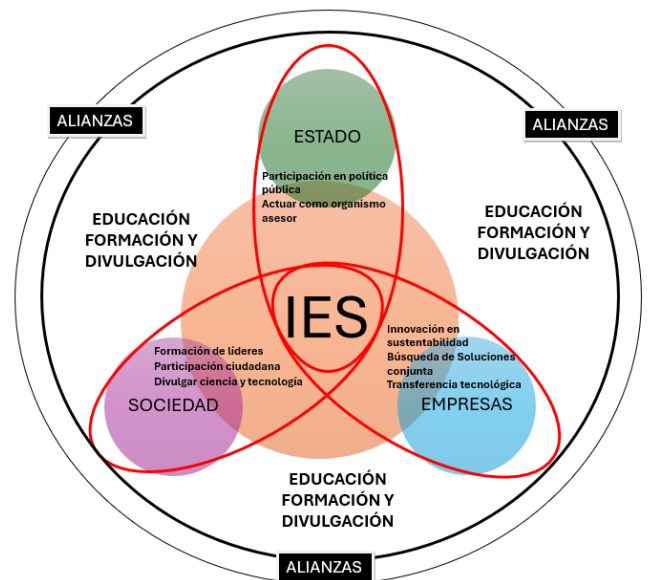 ESTADO
ALIANZAS
ALIANZAS
Participación en política
pública
Actuar como organismo
asesor
EDUCACIÓN
FORMACIÓN Y
DIVULGACIÓN
EDUCACIÓN
FORMACIÓN Y
DIVULGACIÓN
IES
Formación de líderes
Participación ciudadana
Divulgar ciencia y tecnología
SOCIEDAD
Innovación en
sustentabilidad
Búsqueda de Soluciones
conjunta
Transferencia tecnológica
EMPRESAS
EDUCACIÓN
FORMACIÓN Y
DIVULGACIÓN
ALIANZAS